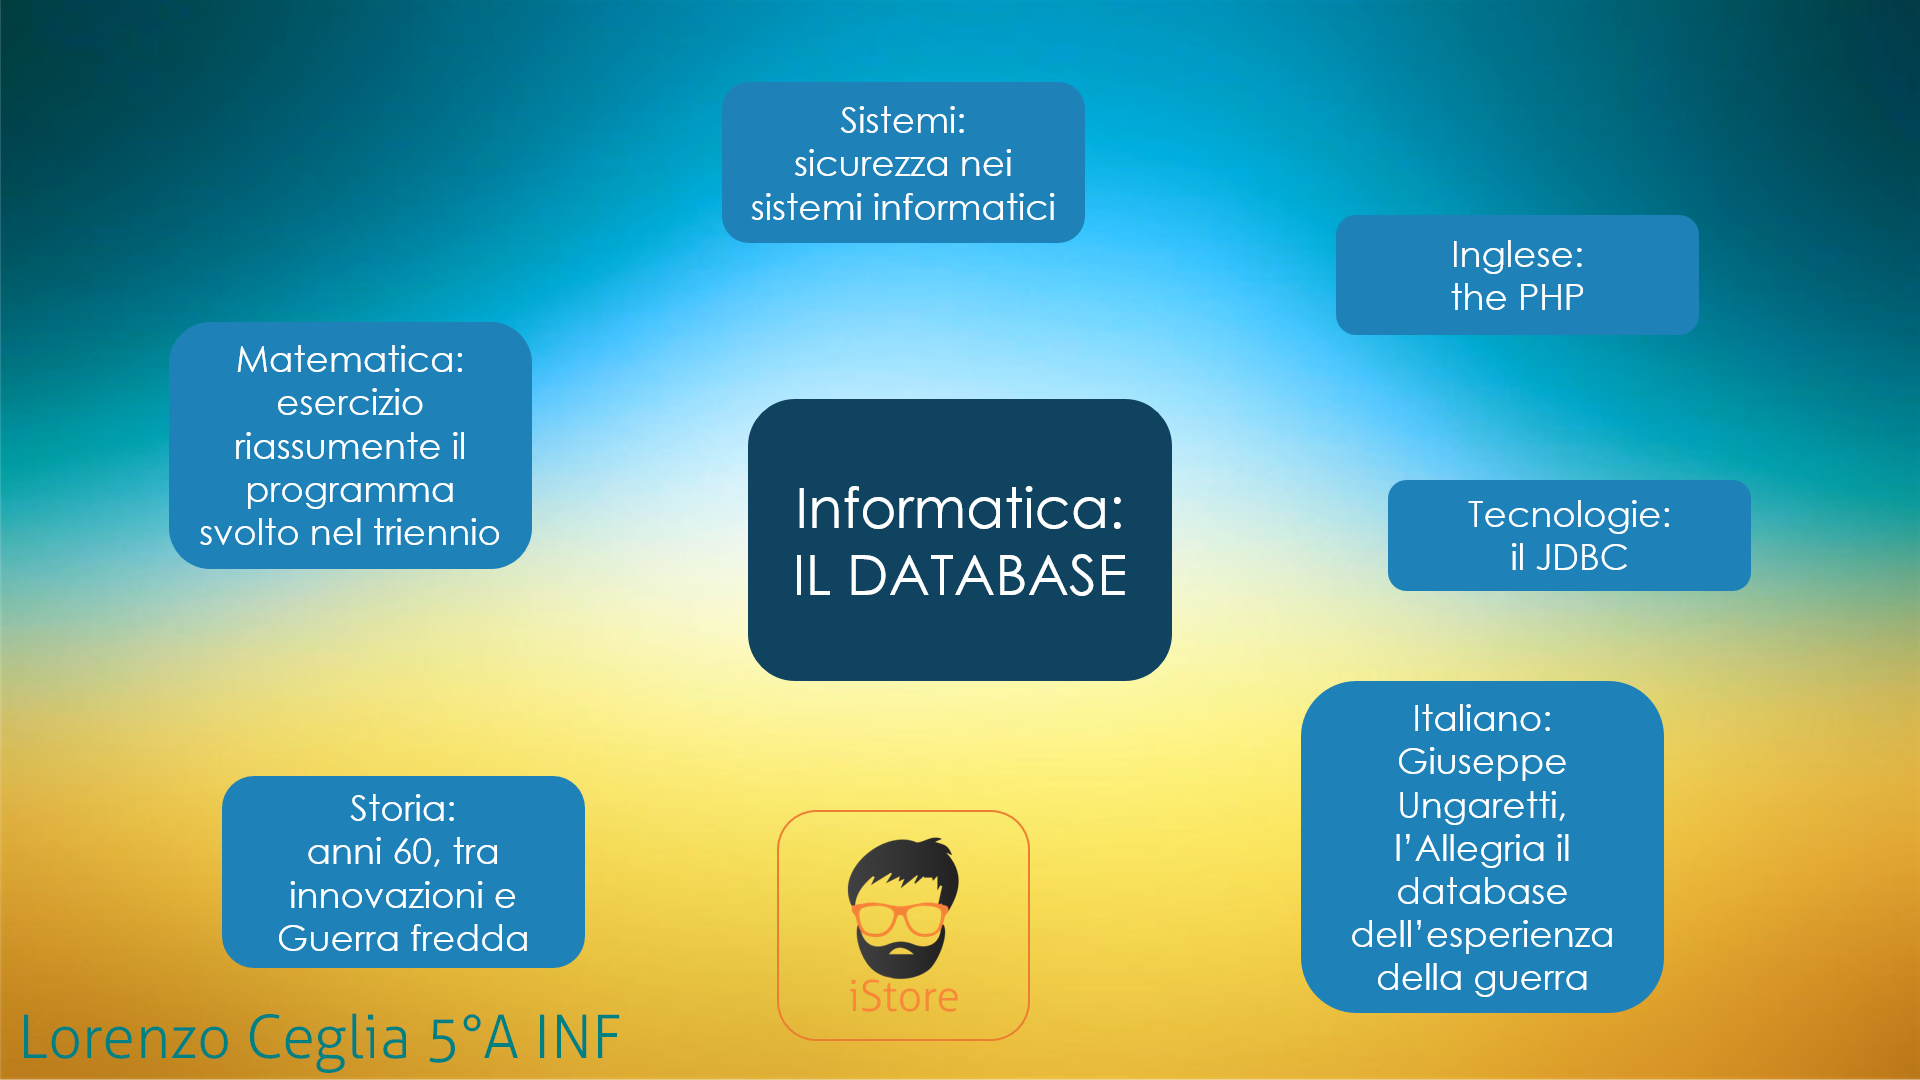 Sistemi:
sicurezza nei
sistemi informatici
Inglese:
the PHP
Matematica:
esercizio
riassumente il
programma
svolto nel triennio
Informatica:
IL DATABASE
Tecnologie:
il JDBC
Italiano:
Giuseppe
Ungaretti,
l’Allegria il
database
dell’esperienza
della guerra
Storia:
anni 60, tra
innovazioni e
Guerra fredda
iStore
Lorenzo Ceglia 5°A INF